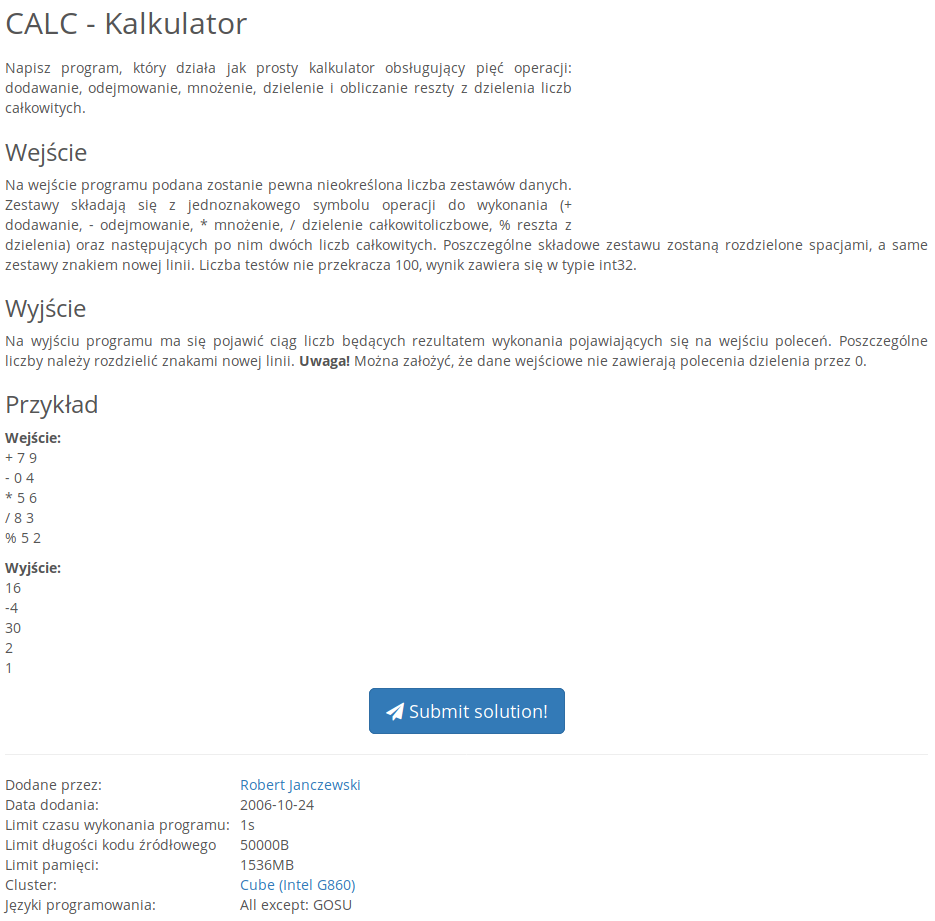 CALC - Kalkulator
Napisz program, który działa jak prosty kalkulator obsługujący pięć operacji:
dodawanie, odejmowanie, mnożenie, dzielenie i obliczanie reszty z dzielenia liczb
całkowitych.
Wejście
Na wejście programu podana zostanie pewna nieokreślona liczba zestawów danych.
Zestawy składają się z jednoznakowego symbolu operacji do wykonania (+
dodawanie, - odejmowanie, * mnożenie, / dzielenie całkowitoliczbowe, % reszta z
dzielenia) oraz następujących po nim dwóch liczb całkowitych. Poszczególne składowe zestawu zostaną rozdzielone spacjami, a same
zestawy znakiem nowej linii. Liczba testów nie przekracza 100, wynik zawiera się w typie int32.
Wyjście
Na wyjściu programu ma się pojawić ciąg liczb będących rezultatem wykonania pojawiających się na wejściu poleceń. Poszczególne
liczby należy rozdzielić znakami nowej linii. Uwaga! Można założyć, że dane wejściowe nie zawierają polecenia dzielenia przez 0.
Przykład
Wejście:
+ 7 9
- 0 4
* 5 6
/ 8 3
% 5 2
Wyjście:
16
-4
30
2
1
Submit solution!
Dodane przez: Robert Janczewski
Data dodania: 2006-10-24
Limit czasu wykonania programu: 1s
Limit długości kodu źródłowego 50000B
Limit pamięci: 1536MB
Cluster: Cube (Intel G860)
Języki programowania: All except: GOSU